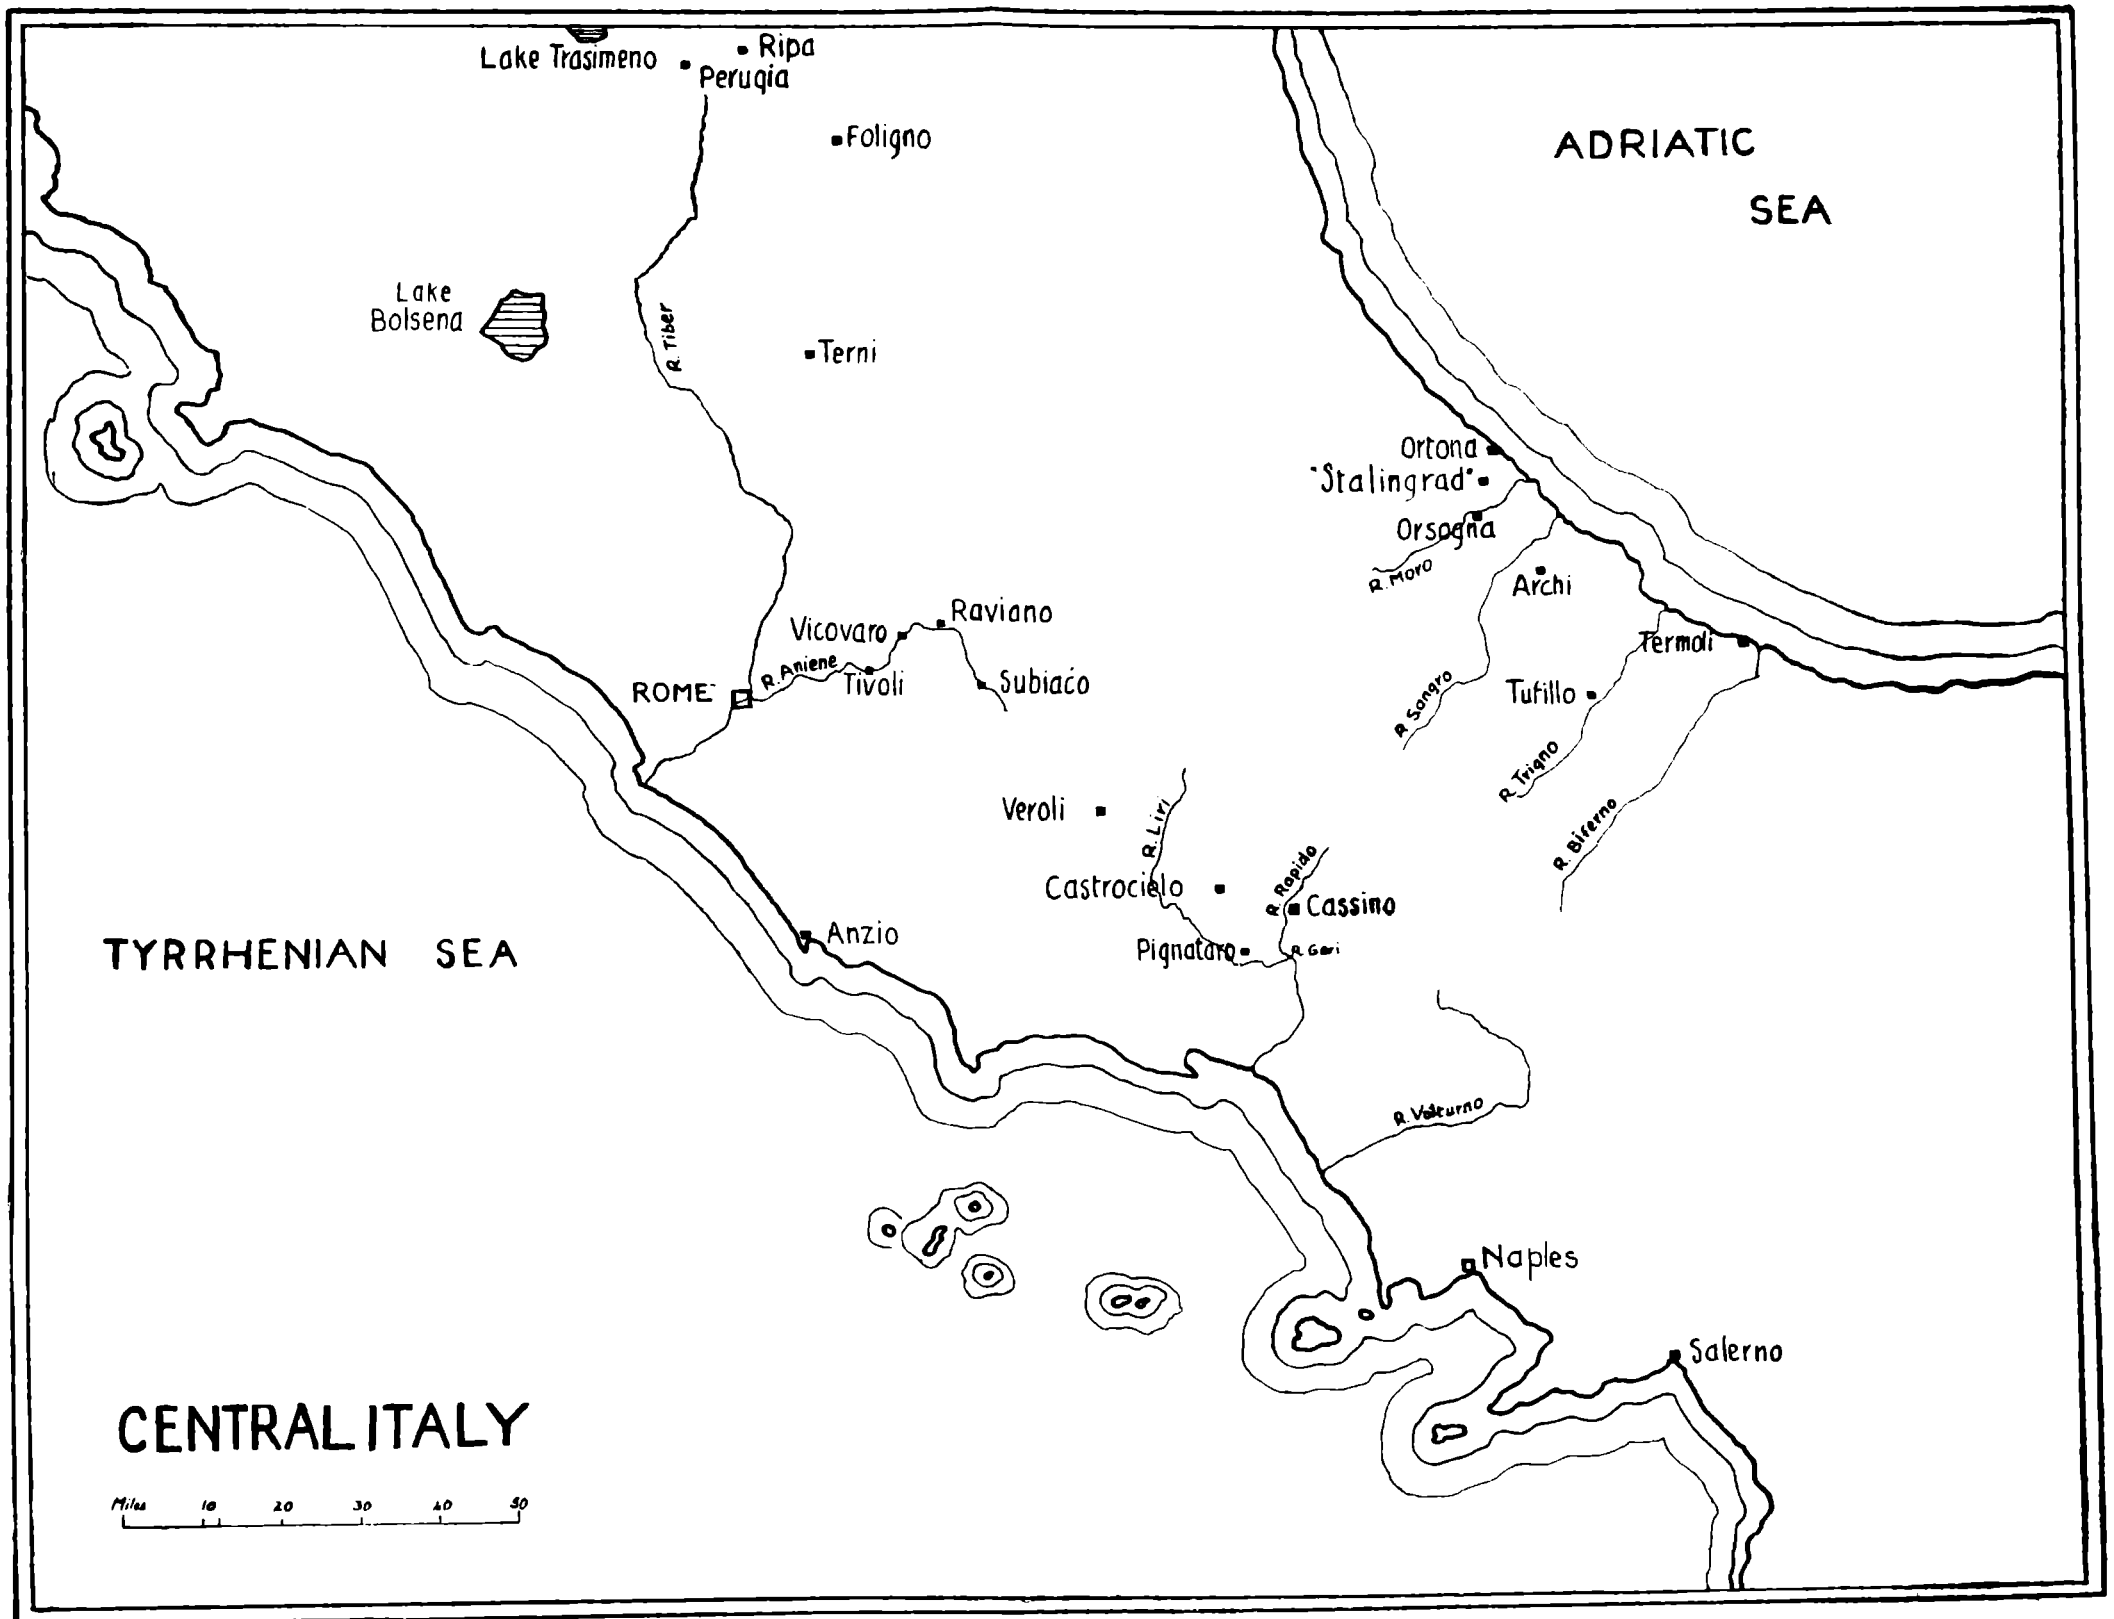 Lake Trasimeno
Ripa
Perugia
Foligno
ADRIATIC
SEA
Lake
Bolsena
R. Tiber
Terni
Ortona
"Stalingrad"
Orsogna
R. Moro
Archi
Raviano
Vicovaro
R. Aniene
Tivoli
Subiaco
ROME
Termoli
R. Sangro
Tufillo
R. Trigno
R. Biferno
Veroli
R. Liri
Castrocielo
R. Rapido
Cassino
Pignataro
R. Gari
Anzio
TYRRHENIAN SEA
R. Volturno
Naples
Salerno
CENTRAL ITALY
Miles 10 20 30 40 50